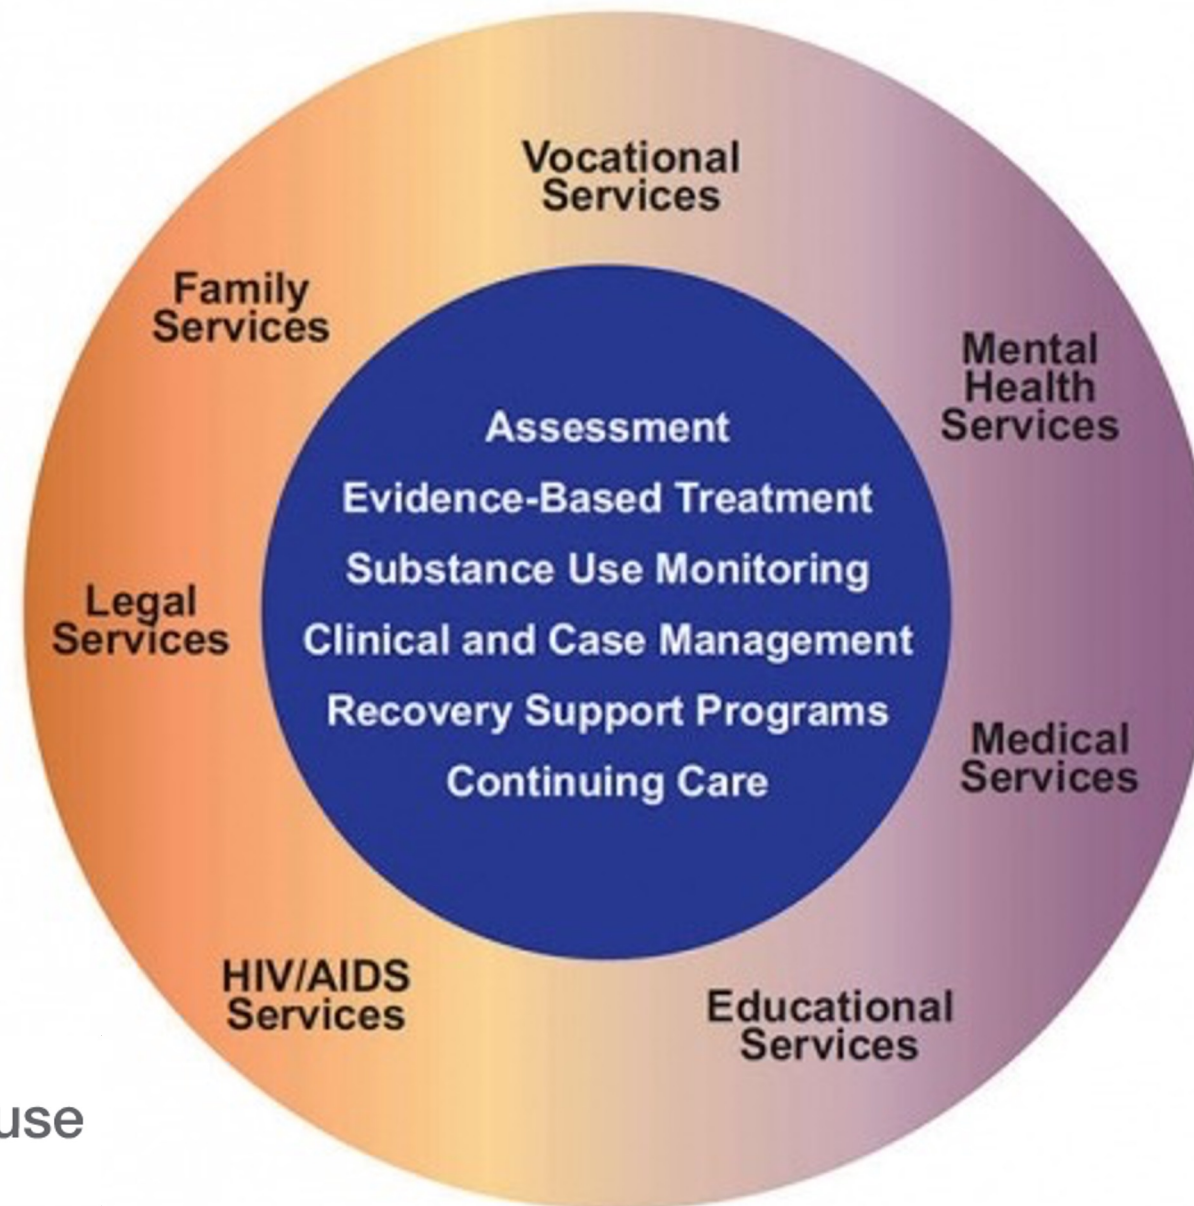 Vocational
Services
Family
Services
Mental
Health
Services
Assessment
Evidence-Based Treatment
Substance Use Monitoring
Clinical and Case Management
Recovery Support Programs
Continuing Care
Legal
Services
Medical
Services
HIV/AIDS
Services
Educational
Services
use